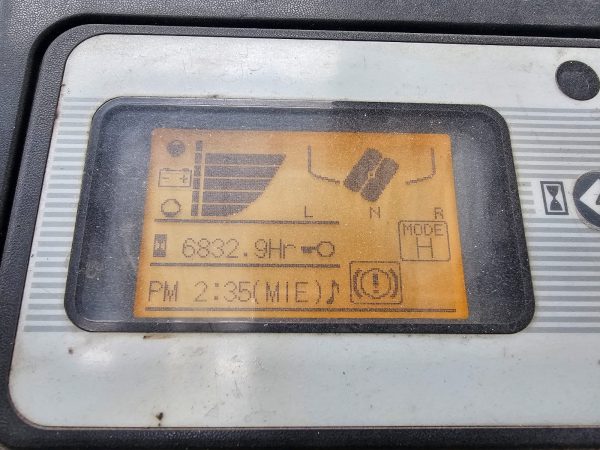 L N R
MODE
H
6832.9Hr
PM 2:35(MIE)